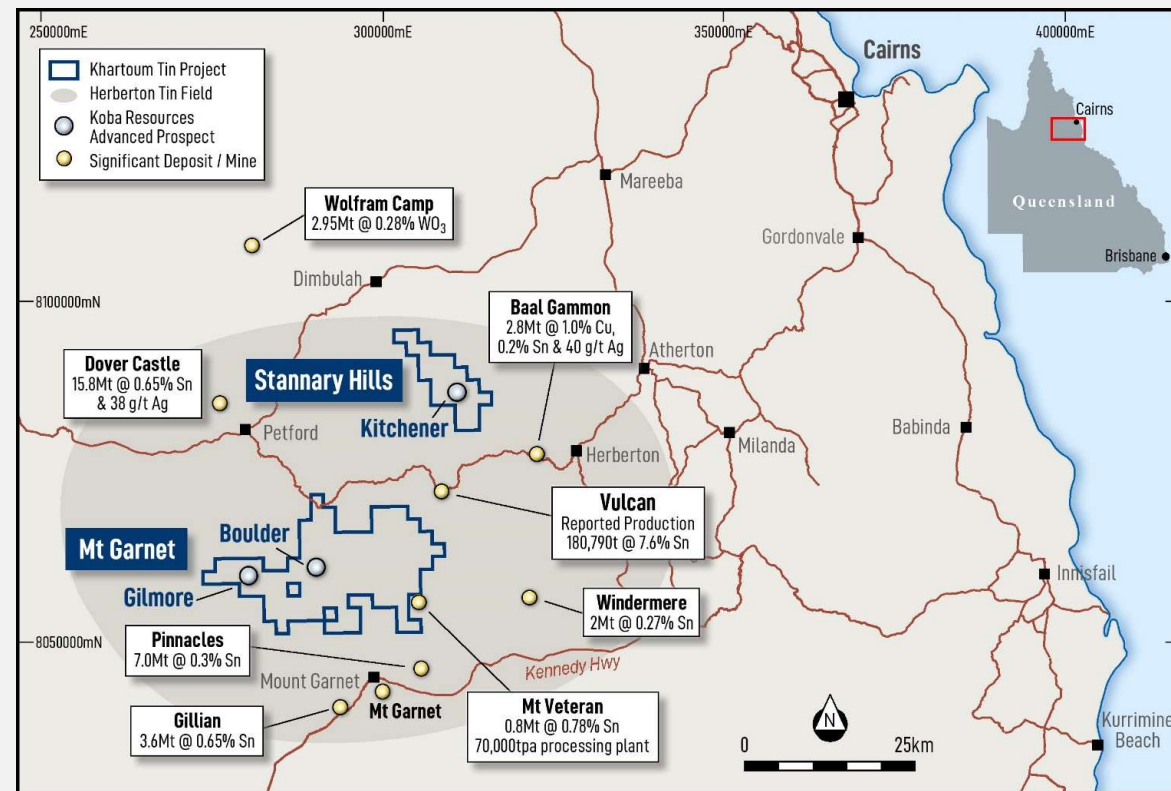 250000mE
300000mE
350000mE
400000mE
Khartoum Tin Project
Herberton Tin Field
Koba Resources
Advanced Prospect
Significant Deposit / Mine
Cairns
Cairns
Queensland
Brisbane
Mareeba
Wolfram Camp
2.95Mt @ 0.28% WO₃
Gordonvale
Dimbulah
8100000mN
Baal Gammon
2.8Mt @ 1.0% Cu,
0.2% Sn & 40 g/t Ag
Atherton
Dover Castle
15.8Mt @ 0.65% Sn
& 38 g/t Ag
Stannary Hills
Kitchener
Petford
Herberton
Milanda
Babinda
Vulcan
Reported Production
180,790t @ 7.6% Sn
Mt Garnet
Boulder
Gilmore
Innisfail
Windermere
2Mt @ 0.27% Sn
Pinnacles
7.0Mt @ 0.3% Sn
8050000mN
Kennedy Hwy
Mount Garnet
Mt Garnet
Mt Veteran
0.8Mt @ 0.78% Sn
70,000tpa processing plant
Gillian
3.6Mt @ 0.65% Sn
N
0
25km
Kurrimine
Beach